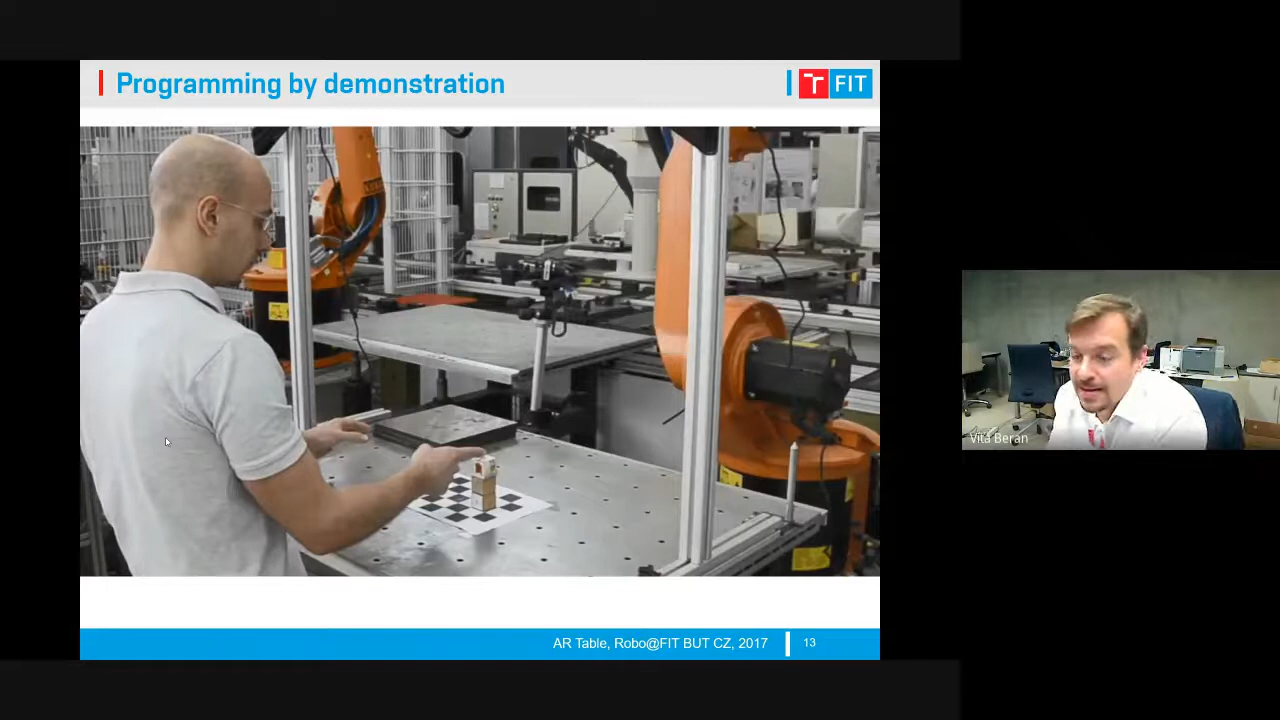 Programming by demonstration
T FIT
AR Table, Robo@FIT BUT CZ, 2017
13
Vita Beran